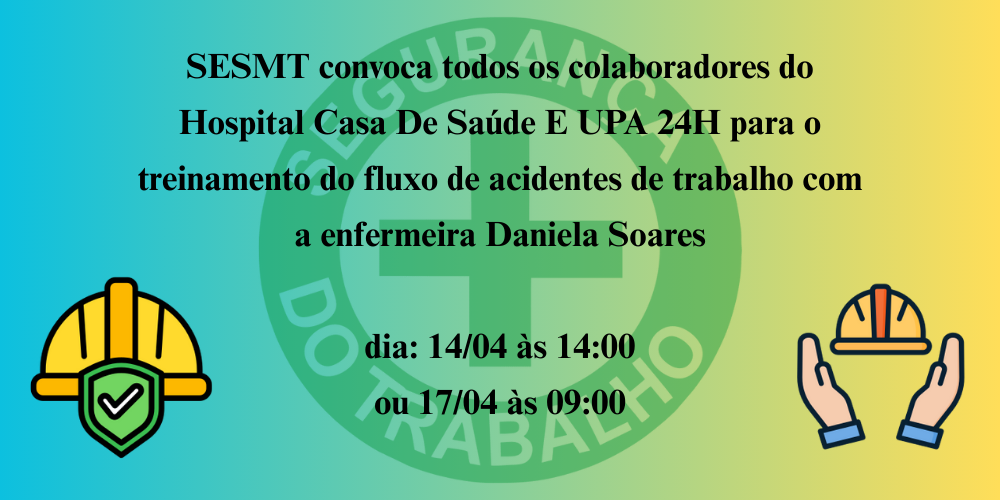 SESMT convoca todos os colaboradores do
Hospital Casa De Saúde E UPA 24H para o
treinamento do fluxo de acidentes de trabalho com
a enfermeira Daniela Soares
dia: 14/04 às 14:00
ou 17/04 às 09:00
SEGURANÇA
DO TRABALHO